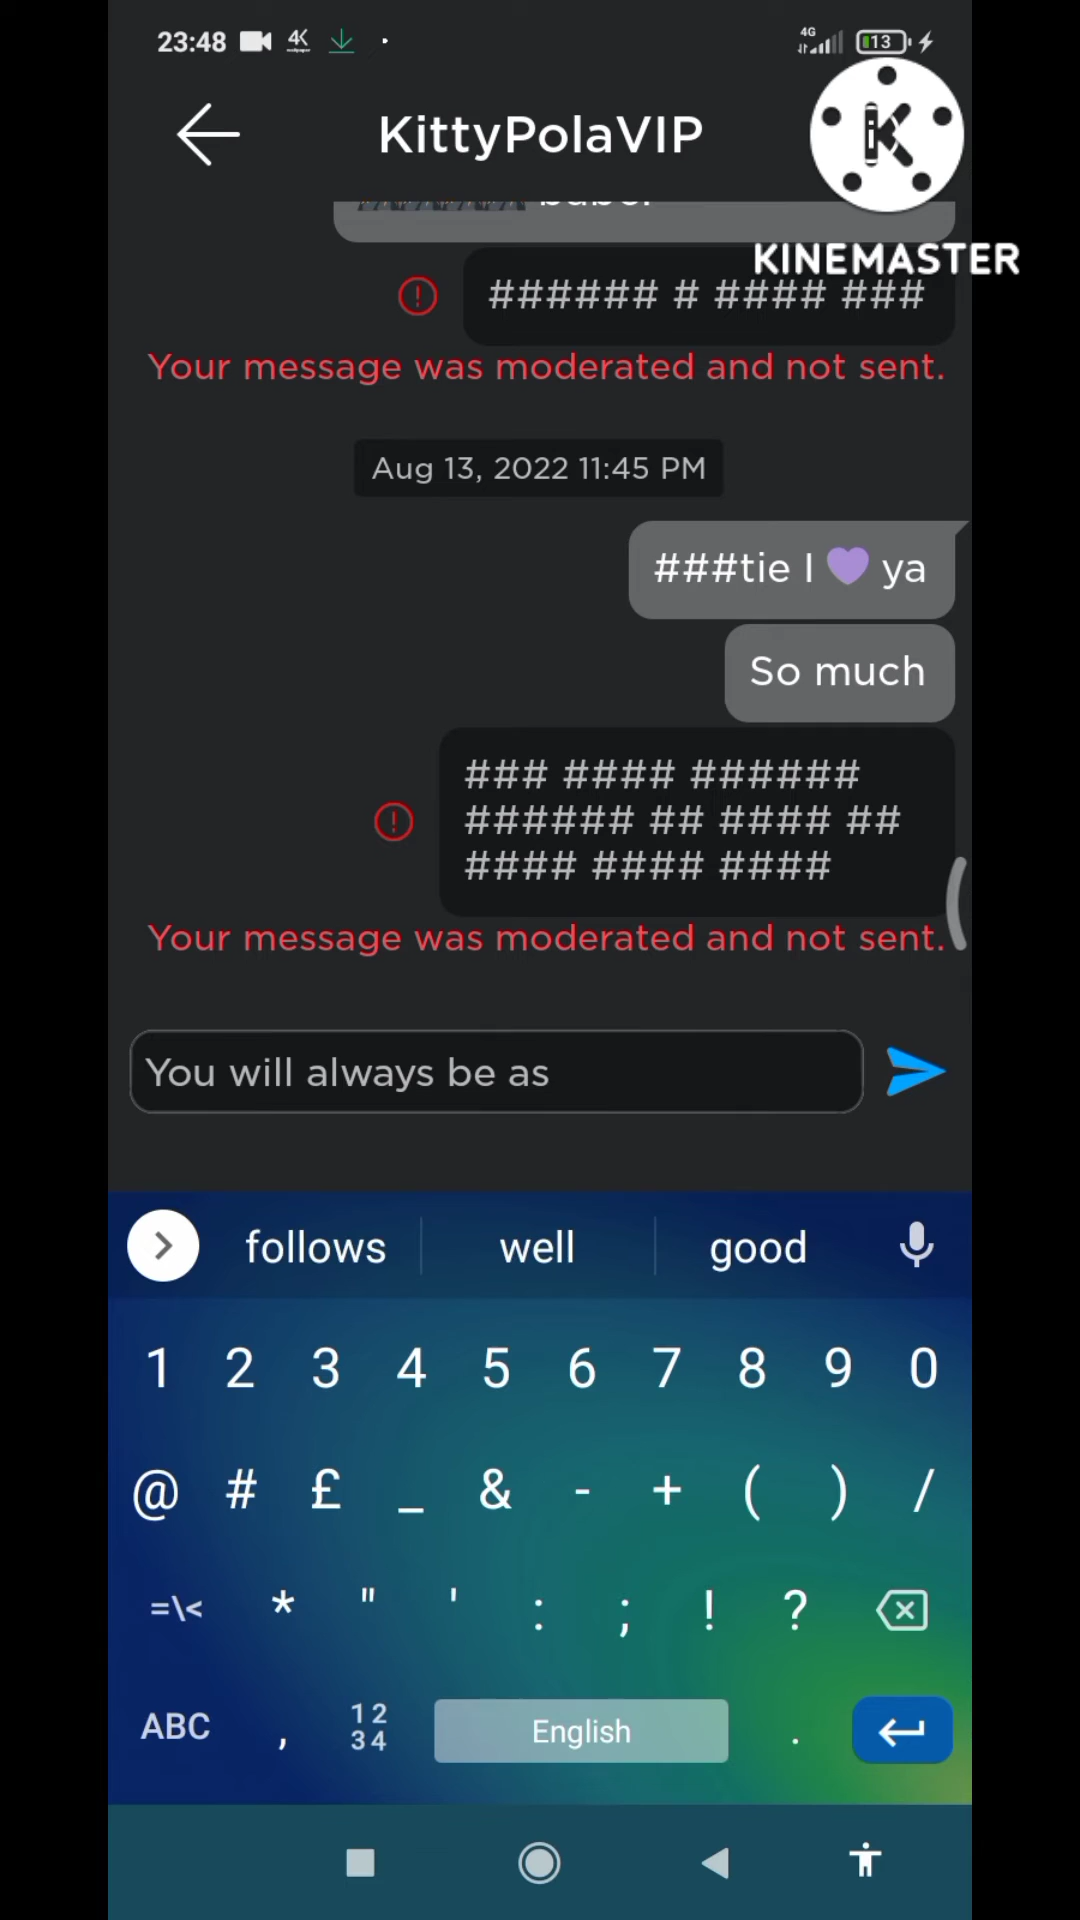 23:48 4K 4G 13
KittyPolaVIP
KINEMASTER
###### # #### ###
Your message was moderated and not sent.
Aug 13, 2022 11:45 PM
###tie I 💜 ya
So much
### #### ######
###### ## #### ##
#### #### ####
Your message was moderated and not sent.
You will always be as
follows well good
1 2 3 4 5 6 7 8 9 0
@ # £ _ & - + ( ) /
=\< * " ' : ; ! ?
ABC , 12 34 English .